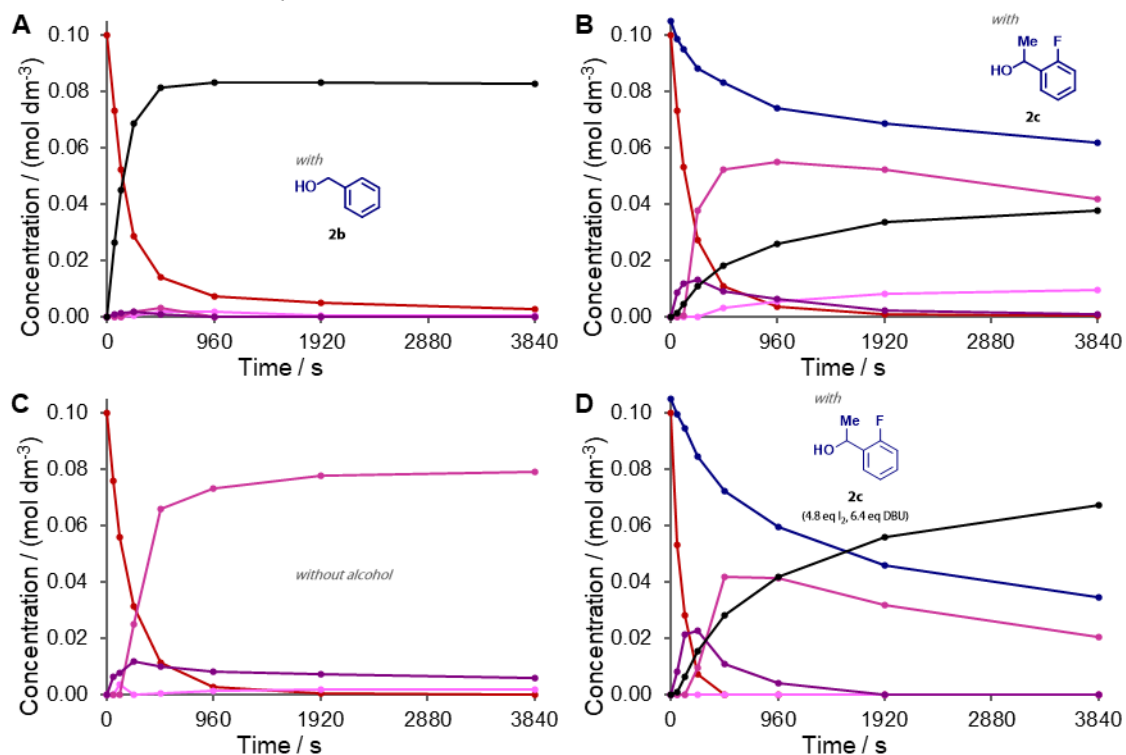 A
Concentration / (mol dm-3)
0.10
0.08
0.06
0.04
0.02
0.00
with
HO
2b
0 960 1920 2880 3840
Time / s
B
Concentration / (mol dm-3)
0.10
0.08
0.06
0.04
0.02
0.00
with
Me F
HO
2c
0 960 1920 2880 3840
Time / s
C
Concentration / (mol dm-3)
0.10
0.08
0.06
0.04
0.02
0.00
without alcohol
0 960 1920 2880 3840
Time / s
D
Concentration / (mol dm-3)
0.10
0.08
0.06
0.04
0.02
0.00
with
Me F
HO
2c
(4.8 eq I2, 6.4 eq DBU)
0 960 1920 2880 3840
Time / s